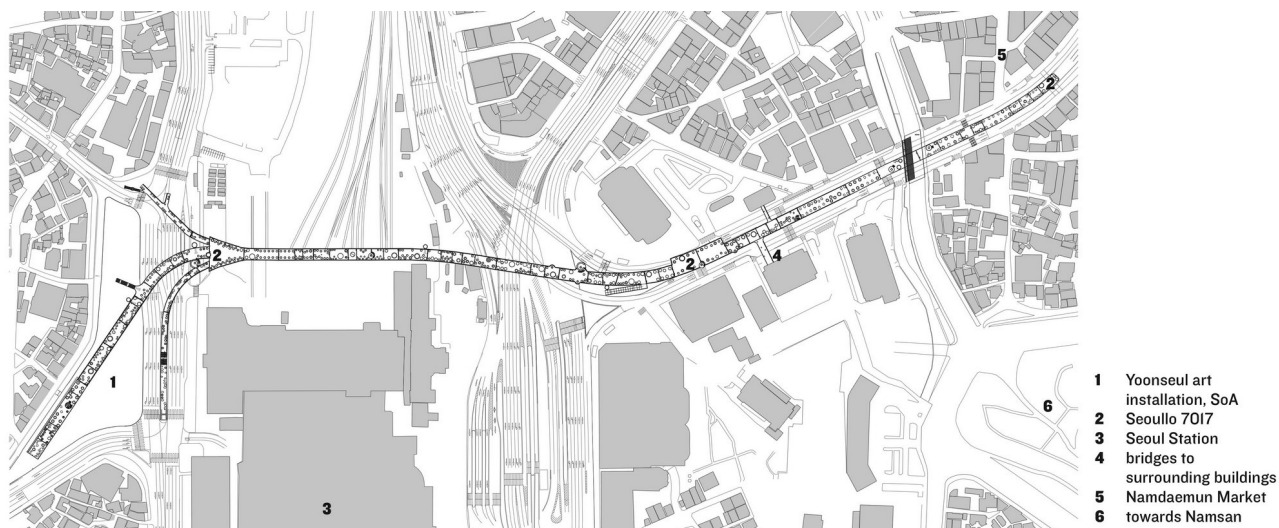 5
2
2
2
4
1
6
3
1 Yoonseul art
installation, SoA
2 Seoullo 7017
3 Seoul Station
4 bridges to
surrounding buildings
5 Namdaemun Market
6 towards Namsan